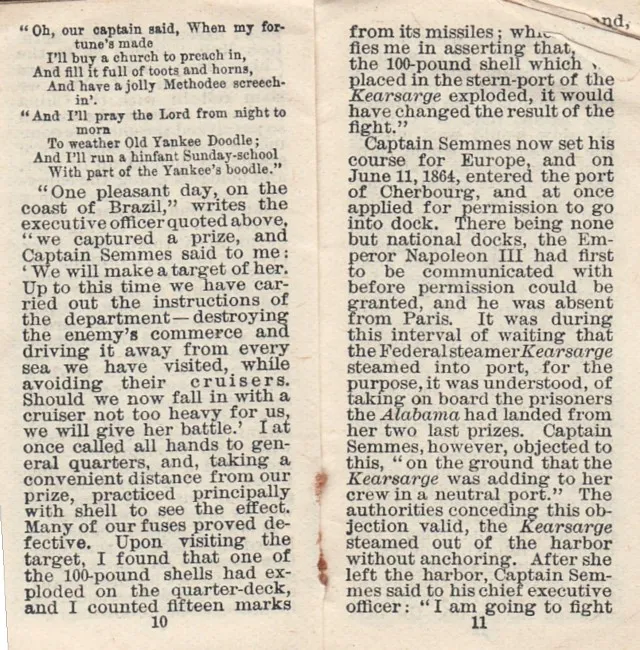 "Oh, our captain said, When my for-
tune's made
I'll buy a church to preach in,
And fill it full of toots and horns,
And have a jolly Methodee screech-
in'.
"And I'll pray the Lord from night to
morn
To weather Old Yankee Doodle;
And I'll run a hinfant Sunday-school
With part of the Yankee's boodle."
"One pleasant day, on the
coast of Brazil," writes the
executive officer quoted above,
"we captured a prize, and
Captain Semmes said to me:
'We will make a target of her.
Up to this time we have car-
ried out the instructions of
the department—destroying
the enemy's commerce and
driving it away from every
sea we have visited, while
avoiding their cruisers.
Should we now fall in with a
cruiser not too heavy for us,
we will give her battle.' I at
once called all hands to gen-
eral quarters, and, taking a
convenient distance from our
prize, practiced principally
with shell to see the effect.
Many of our fuses proved de-
fective. Upon visiting the
target, I found that one of
the 100-pound shells had ex-
ploded on the quarter-deck,
and I counted fifteen marks
10
from its missiles;
fies me in asserting that,
the 100-pound shell which
placed in the stern-port of the
Kearsarge exploded, it would
have changed the result of the
fight."
Captain Semmes now set his
course for Europe, and on
June 11, 1864, entered the port
of Cherbourg, and at once
applied for permission to go
into dock. There being none
but national docks, the Em-
peror Napoleon III had first
to be communicated with
before permission could be
granted, and he was absent
from Paris. It was during
this interval of waiting that
the Federal steamer Kearsarge
steamed into port, for the
purpose, it was understood, of
taking on board the prisoners
the Alabama had landed from
her two last prizes. Captain
Semmes, however, objected to
this, "on the ground that the
Kearsarge was adding to her
crew in a neutral port." The
authorities conceding this ob-
jection valid, the Kearsarge
steamed out of the harbor
without anchoring. After she
left the harbor, Captain Sem-
mes said to his chief executive
officer: "I am going to fight
11